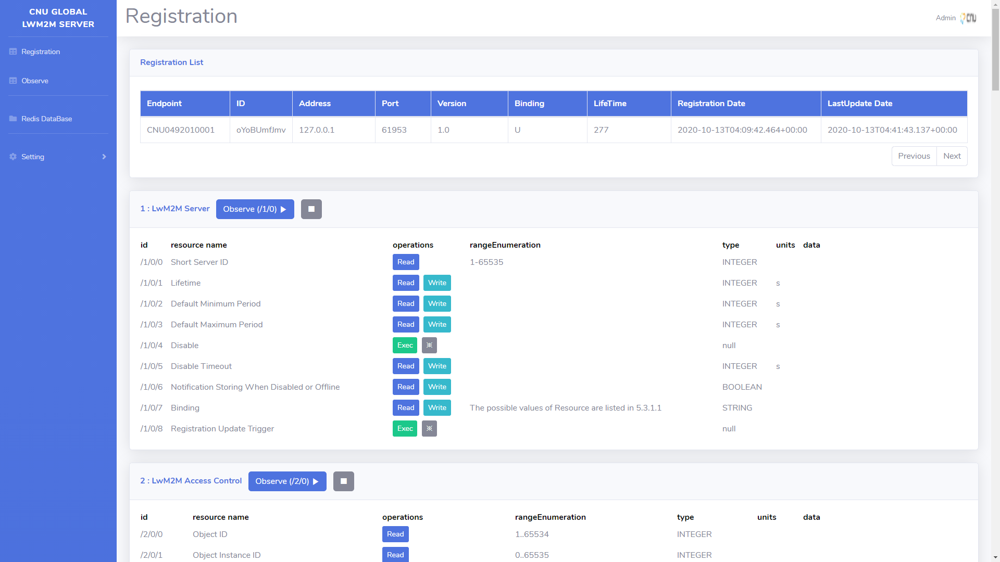 CNU GLOBAL
LWM2M SERVER
Registration
Observe
Redis DataBase
Setting
Registration
Admin cnu
Registration List
Endpoint ID Address Port Version Binding LifeTime Registration Date LastUpdate Date
CNU0492010001 oYoBUmfJmv 127.0.0.1 61953 1.0 U 277 2020-10-13T04:09:42.464+00:00 2020-10-13T04:41:43.137+00:00
Previous Next
1 : LwM2M Server Observe (/1/0) ▶ ■
id resource name operations rangeEnumeration type units data
/1/0/0 Short Server ID Read 1-65535 INTEGER
/1/0/1 Lifetime Read Write INTEGER s
/1/0/2 Default Minimum Period Read Write INTEGER s
/1/0/3 Default Maximum Period Read Write INTEGER s
/1/0/4 Disable Exec ※ null
/1/0/5 Disable Timeout Read Write INTEGER s
/1/0/6 Notification Storing When Disabled or Offline Read Write BOOLEAN
/1/0/7 Binding Read Write The possible values of Resource are listed in 5.3.1.1 STRING
/1/0/8 Registration Update Trigger Exec ※ null
2 : LwM2M Access Control Observe (/2/0) ▶ ■
id resource name operations rangeEnumeration type units data
/2/0/0 Object ID Read 1..65534 INTEGER
/2/0/1 Object Instance ID Read 0..65535 INTEGER